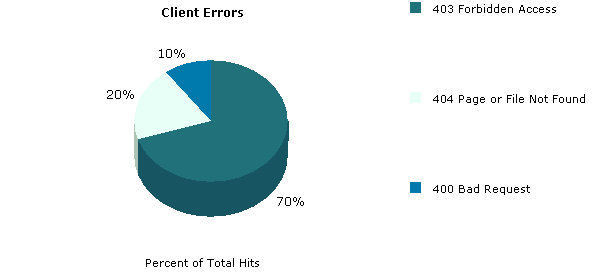 Client Errors
403 Forbidden Access
10%
20%
404 Page or File Not Found
400 Bad Request
70%
Percent of Total Hits